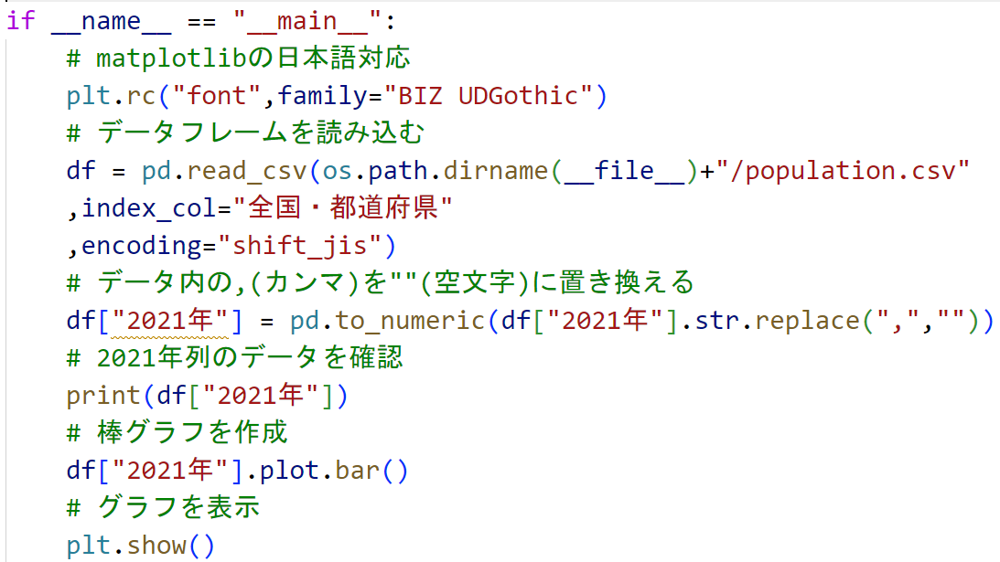 if __name__ == "__main__":
    # matplotlibの日本語対応
    plt.rc("font",family="BIZ UDGothic")
    # データフレームを読み込む
    df = pd.read_csv(os.path.dirname(__file__)+"/population.csv"
    ,index_col="全国・都道府県"
    ,encoding="shift_jis")
    # データ内の,(カンマ)を""(空文字)に置き換える
    df["2021年"] = pd.to_numeric(df["2021年"].str.replace(",",""))
    # 2021年列のデータを確認
    print(df["2021年"])
    # 棒グラフを作成
    df["2021年"].plot.bar()
    # グラフを表示
    plt.show()